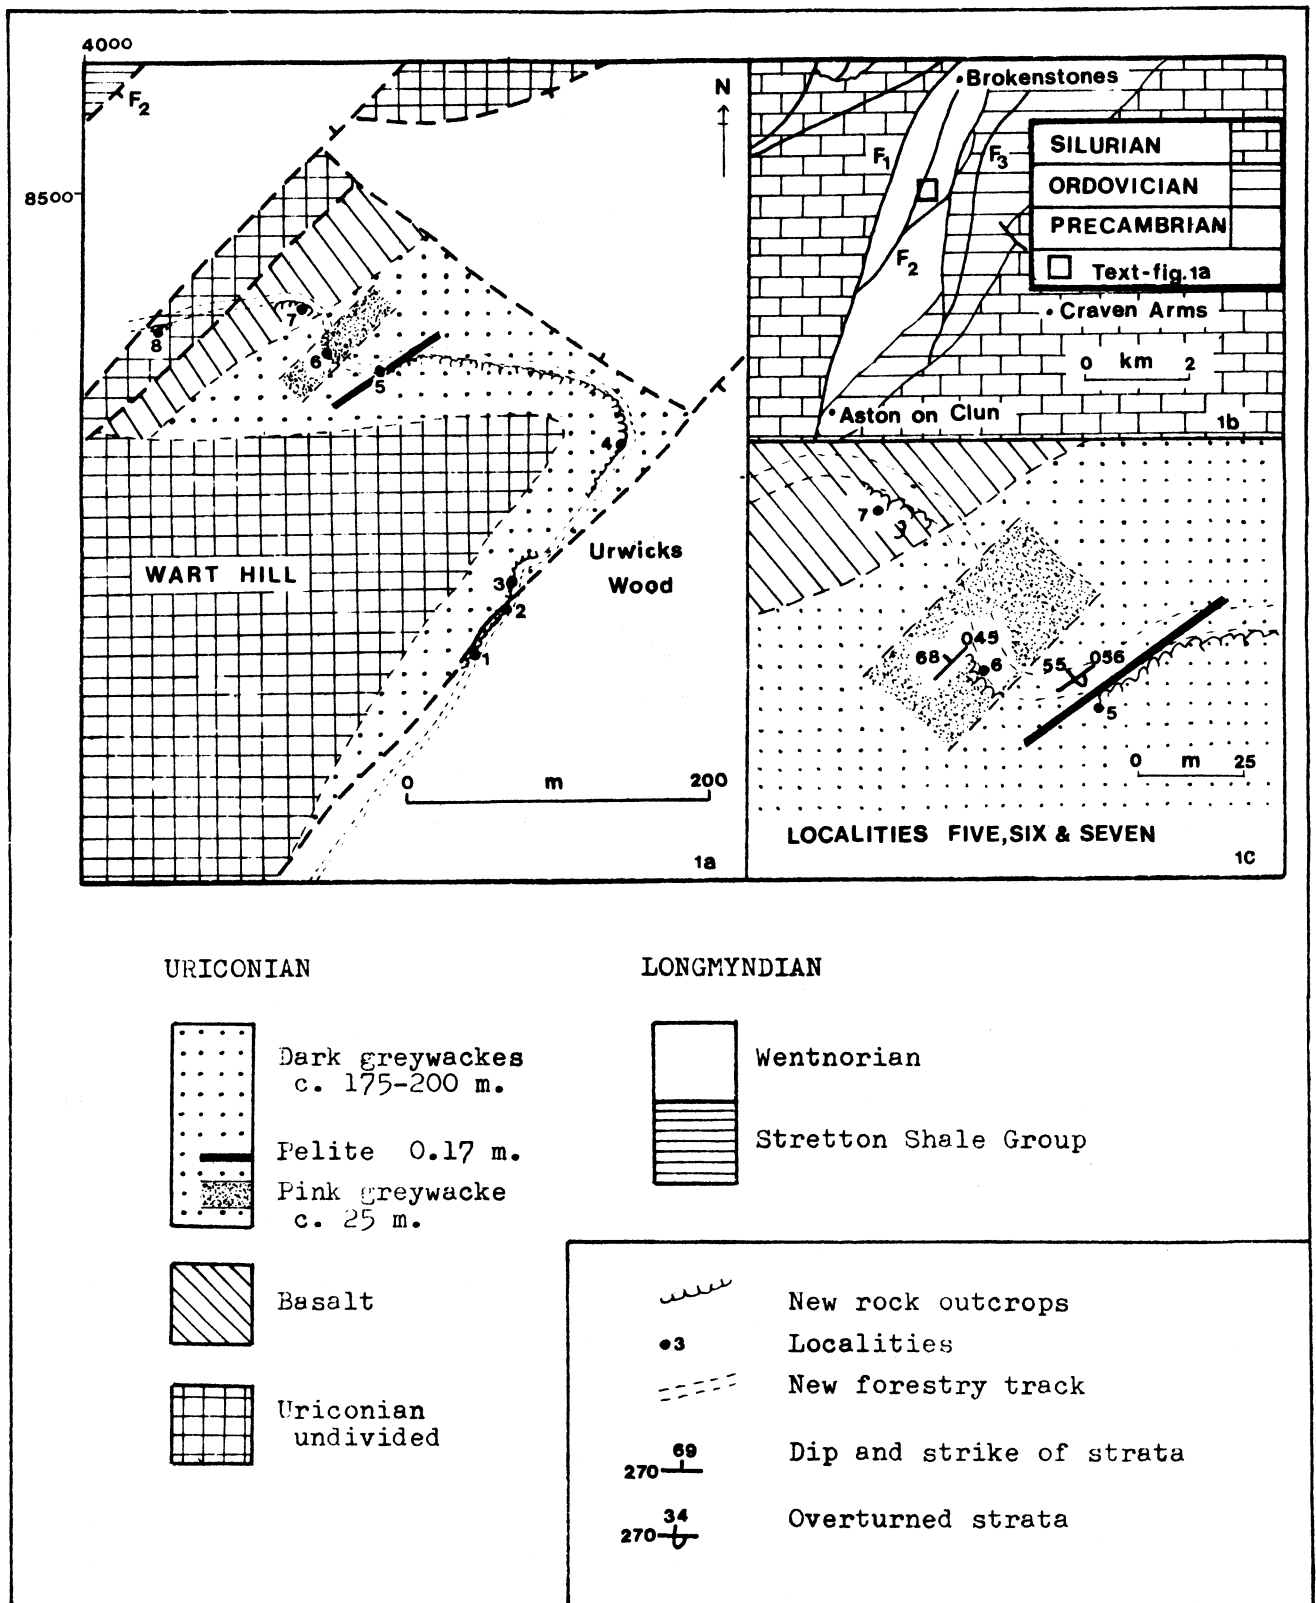 4000
F2
8500
N
8
7
6
5
4
3
2
1
WART HILL
Urwicks
Wood
0 m 200
1a
Brokenstones
F1
F3
F2
SILURIAN
ORDOVICIAN
PRECAMBRIAN
Text-fig.1a
Craven Arms
0 km 2
Aston on Clun
1b
7
045
68
6
55 056
5
0 m 25
LOCALITIES FIVE,SIX & SEVEN
1c
URICONIAN
Dark greywackes
c. 175-200 m.
Pelite 0.17 m.
Pink greywacke
c. 25 m.
Basalt
Uriconian
undivided
LONGMYNDIAN
Wentnorian
Stretton Shale Group
New rock outcrops
3 Localities
New forestry track
69
270 Dip and strike of strata
34
270 Overturned strata